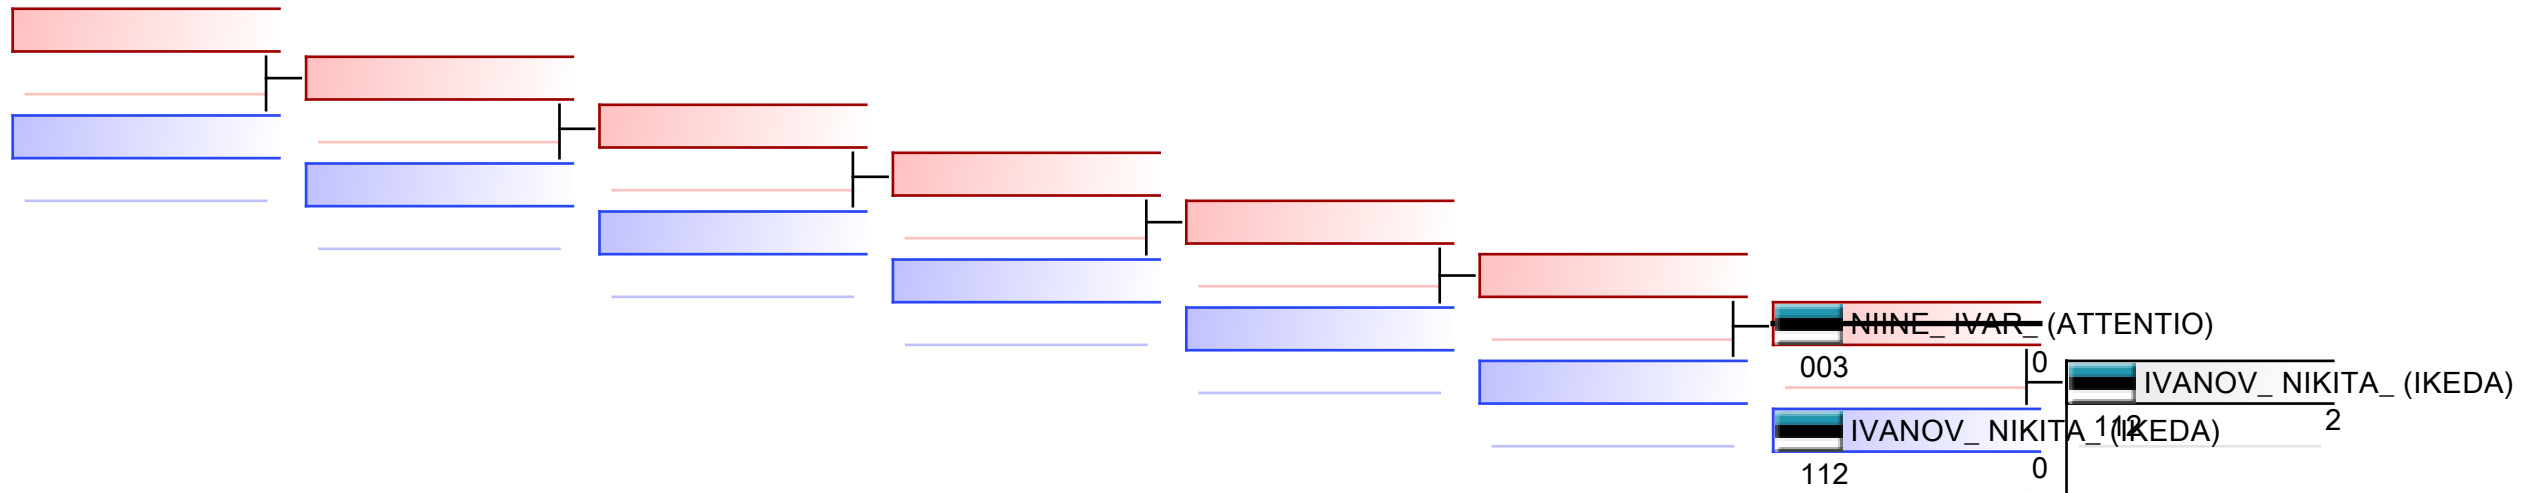 NIINE_ IVAR_ (ATTENTIO)
003 0
IVANOV_ NIKITA_ (IKEDA)
112 2
IVANOV_ NIKITA_ (IKEDA)
112 0